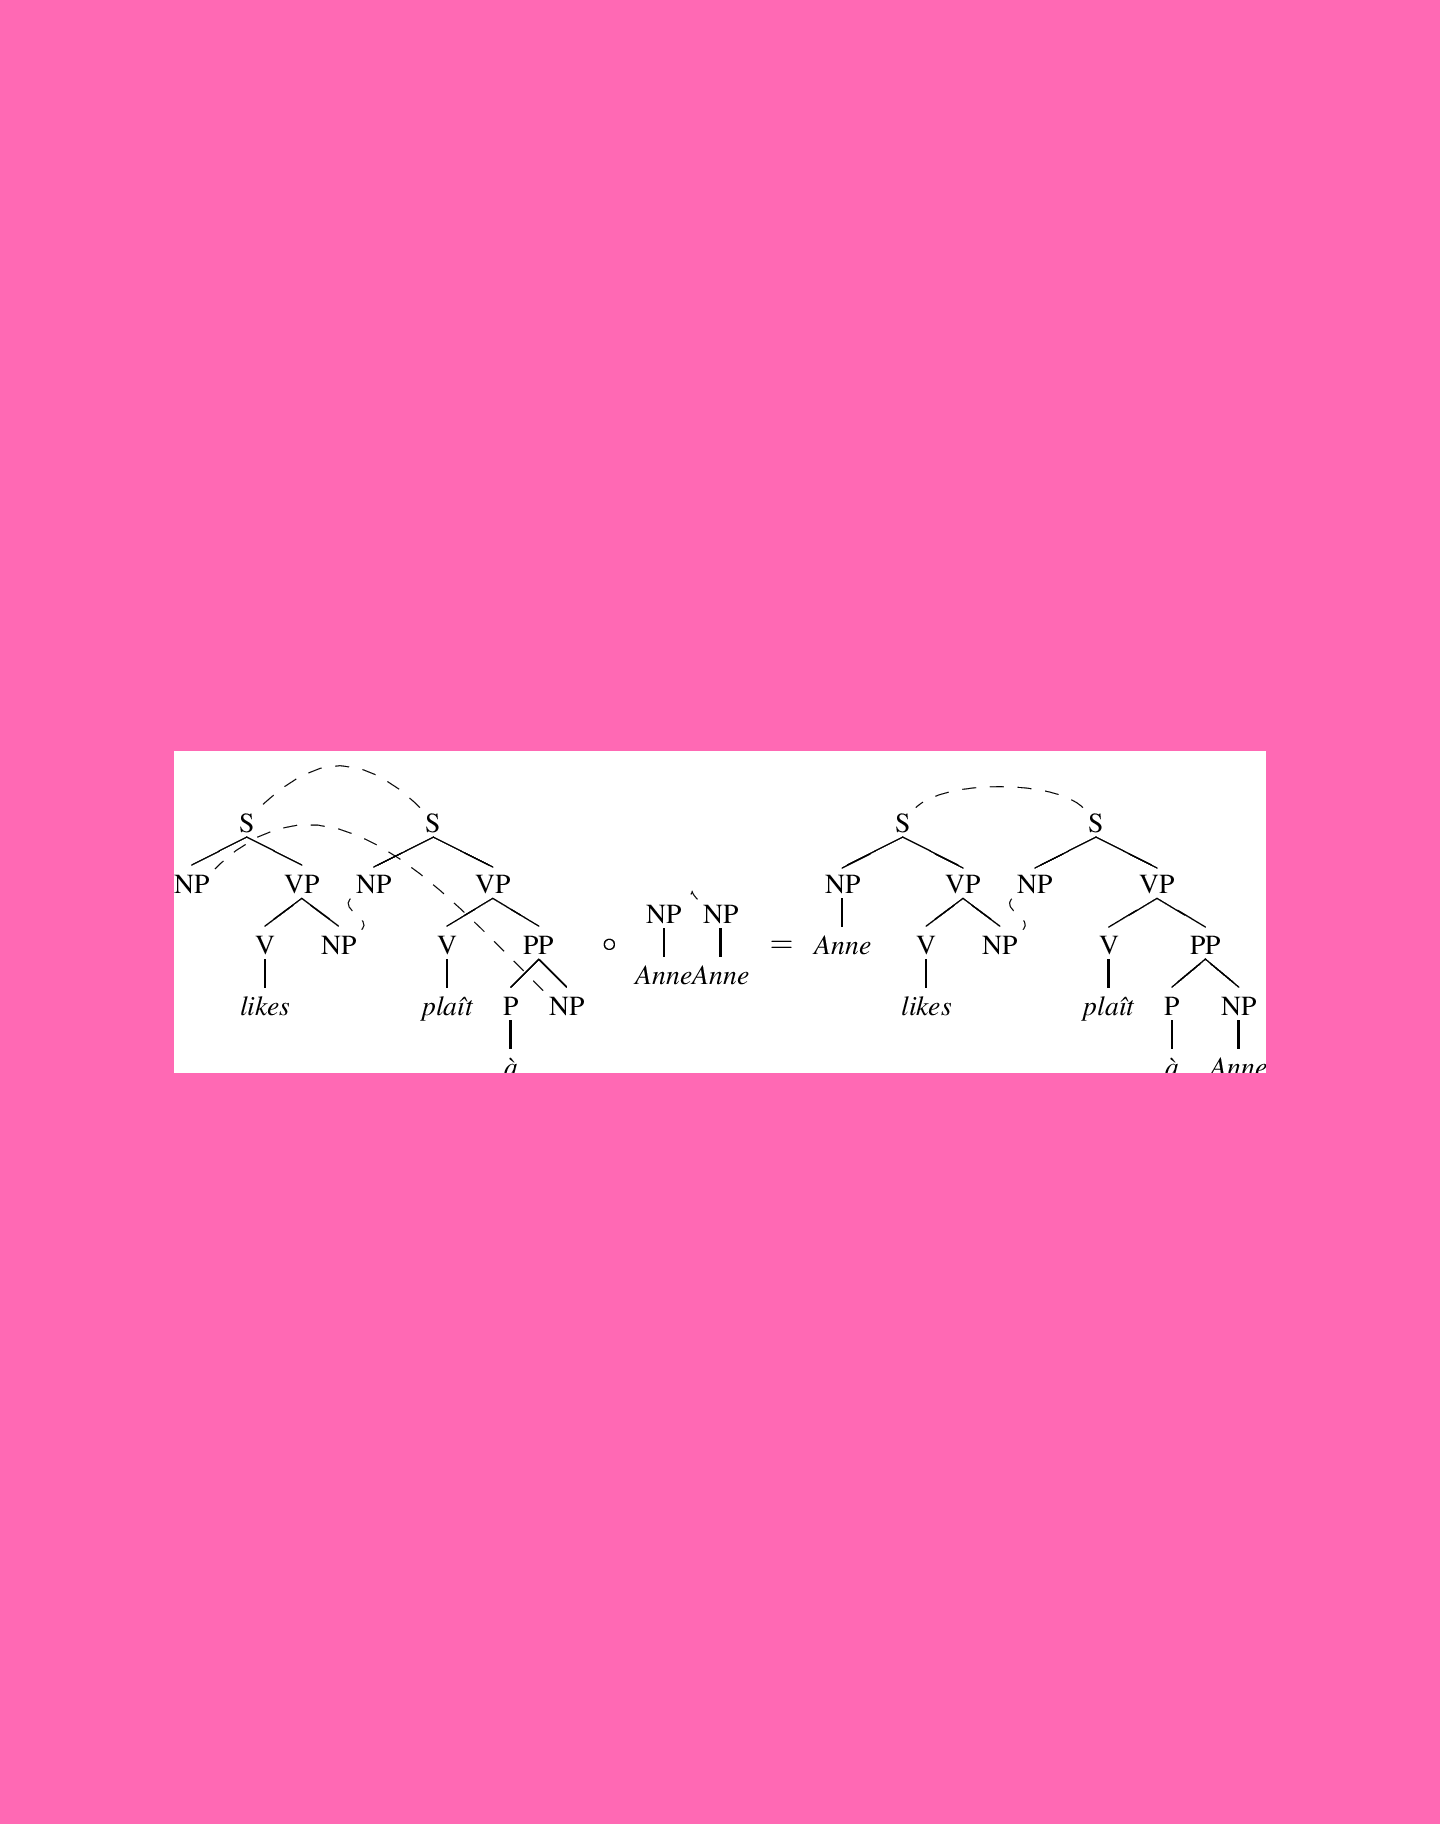 S S S S
NP VP NP VP NP VP NP VP
NP NP
V NP V PP ∘ = Anne V NP V PP
AnneAnne
likes plaît P NP likes plaît P NP
à à Anne